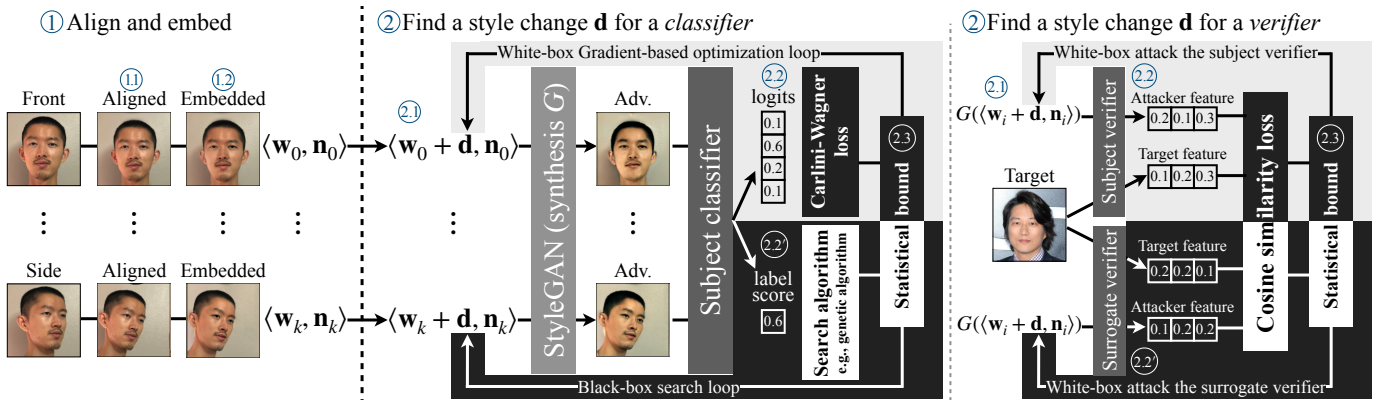 1 Align and embed
1.1
1.2
Front
Aligned
Embedded
⟨w₀, n₀⟩
⋮ ⋮ ⋮ ⋮
Side
Aligned
Embedded
⟨wₖ, nₖ⟩
2 Find a style change d for a classifier
White-box Gradient-based optimization loop
2.1
⟨w₀ + d, n₀⟩
⋮
⟨wₖ + d, nₖ⟩
StyleGAN (synthesis G)
Adv.
⋮
Adv.
Subject classifier
2.2
logits
0.1
0.6
0.2
0.1
2.2′
label
score
0.6
Carlini-Wagner
loss
Search algorithm
e.g., genetic algorithm
2.3
Statistical bound
Black-box search loop
2 Find a style change d for a verifier
White-box attack the subject verifier
2.1
G(⟨wᵢ + d, nᵢ⟩)
Target
G(⟨wᵢ + d, nᵢ⟩)
Subject verifier
Surrogate verifier
2.2
Attacker feature
0.2 0.1 0.3
Target feature
0.1 0.2 0.3
Target feature
0.2 0.2 0.1
Attacker feature
0.1 0.2 0.2
2.2′
Cosine similarity loss
2.3
Statistical bound
White-box attack the surrogate verifier